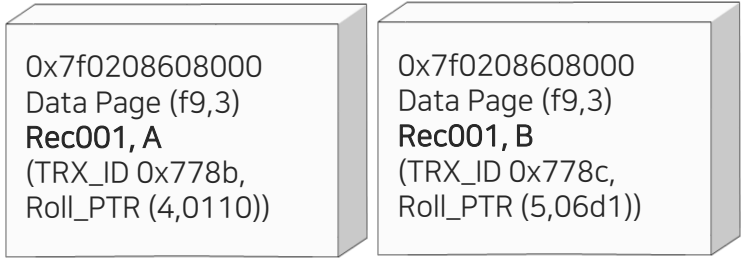 0x7f0208608000
Data Page (f9,3)
Rec001, A
(TRX_ID 0x778b,
Roll_PTR (4,0110))
0x7f0208608000
Data Page (f9,3)
Rec001, B
(TRX_ID 0x778c,
Roll_PTR (5,06d1))